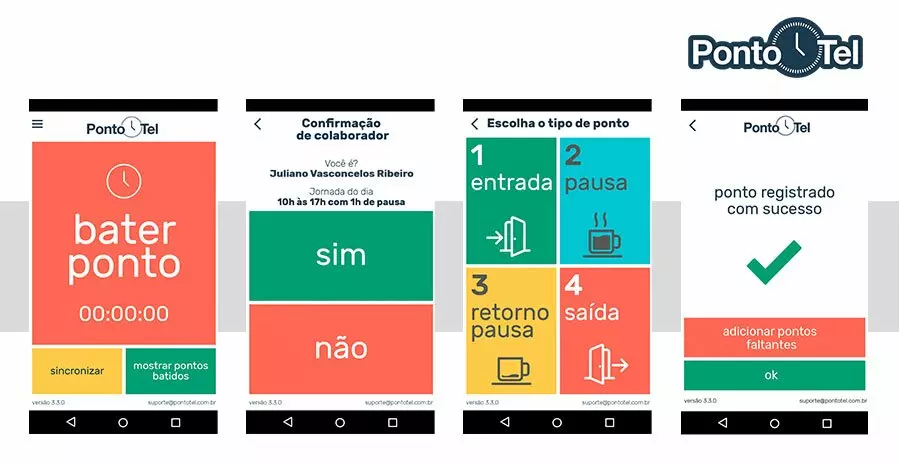 Ponto Tel
Ponto Tel
bater
ponto
00:00:00
sincronizar
mostrar pontos
batidos
versão 3.3.0
suporte@pontotel.com.br
Confirmação
de colaborador
Você é?
Juliano Vasconcelos Ribeiro
Jornada do dia
10h às 17h com 1h de pausa
sim
não
versão 3.3.0
suporte@pontotel.com.br
Escolha o tipo de ponto
1
entrada
2
pausa
3
retorno
pausa
4
saída
versão 3.3.0
suporte@pontotel.com.br
Ponto Tel
ponto registrado
com sucesso
adicionar pontos
faltantes
ok
versão 3.3.0
suporte@pontotel.com.br